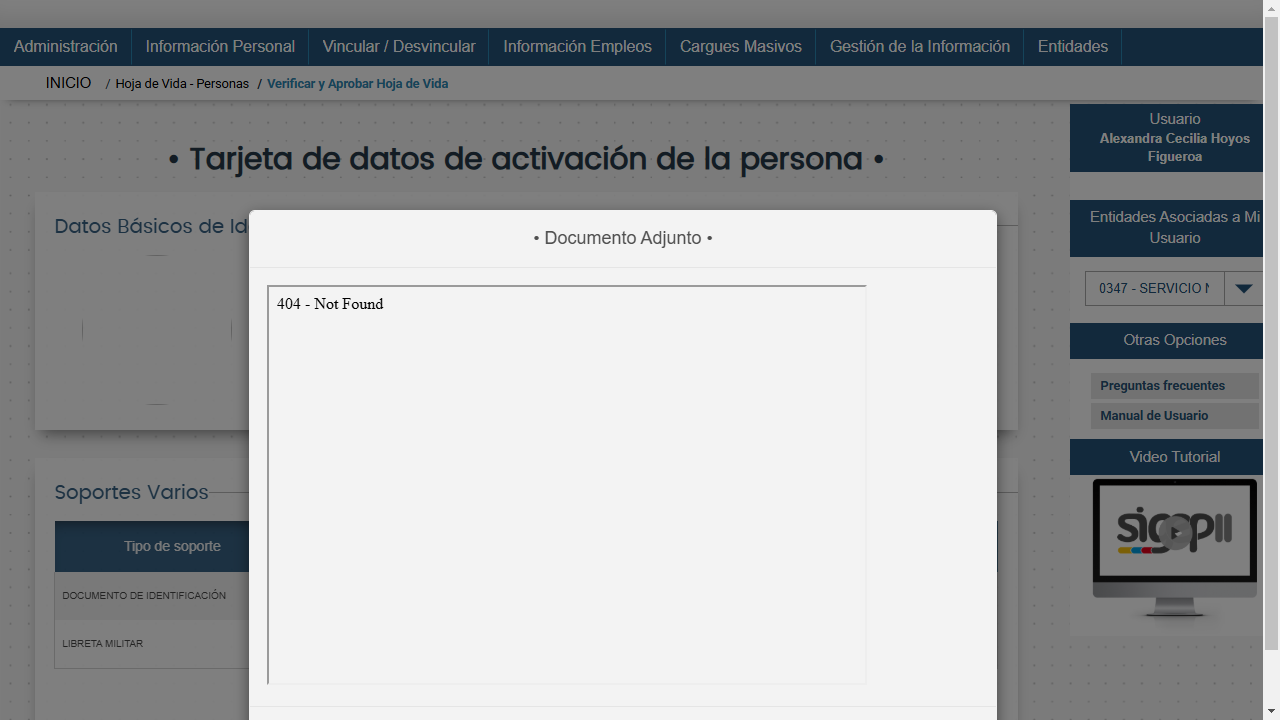 Administración
Información Personal
Vincular / Desvincular
Información Empleos
Cargues Masivos
Gestión de la Información
Entidades
INICIO / Hoja de Vida - Personas / Verificar y Aprobar Hoja de Vida
Usuario
Alexandra Cecilia Hoyos
Figueroa
• Tarjeta de datos de activación de la persona •
Entidades Asociadas a Mi
Usuario
Datos Básicos de Id
• Documento Adjunto •
0347 - SERVICIO
404 - Not Found
Otras Opciones
Preguntas frecuentes
Manual de Usuario
Video Tutorial
Soportes Varios
sigepII
Tipo de soporte
DOCUMENTO DE IDENTIFICACIÓN
LIBRETA MILITAR